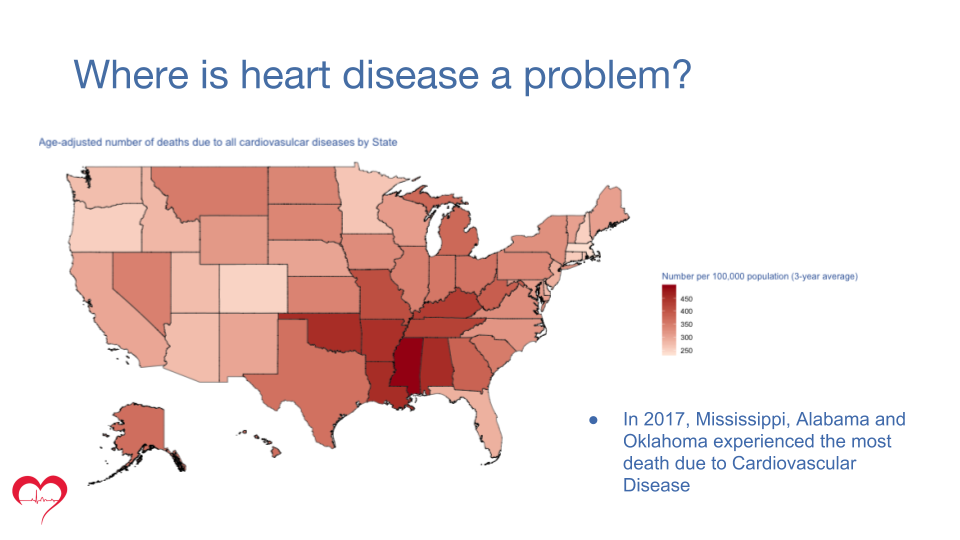 Where is heart disease a problem?
Age-adjusted number of deaths due to all cardiovasulcar diseases by State
Number per 100,000 population (3-year average)
450
400
350
300
250
● In 2017, Mississippi, Alabama and
Oklahoma experienced the most
death due to Cardiovascular
Disease